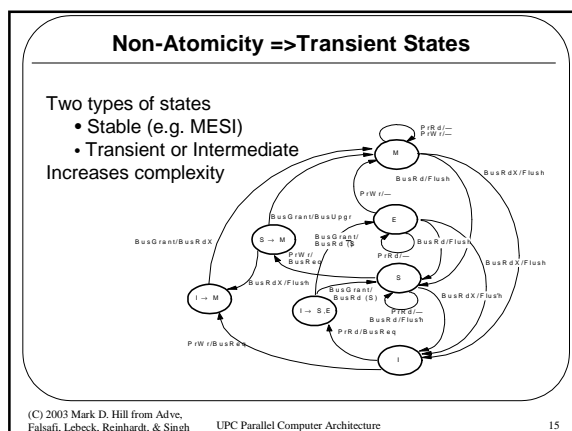 Non-Atomicity =>Transient States
Two types of states
• Stable (e.g. MESI)
• Transient or Intermediate
Increases complexity
PrRd/—
PrWr/—
M
BusRd/Flush
BusRdX/Flush
PrWr/—
BusGrant/BusUpgr
E
BusGrant/
BusRd (S)
BusGrant/BusRdX
S → M
BusRd/Flush
BusRdX/Flush
PrWr/
BusReq
PrRd/—
S
BusGrant/
BusRd (S)
BusRdX/Flush'
BusRdX/Flush'
I → M
I → S,E
PrRd/—
BusRd/Flush'
PrRd/BusReq
PrWr/BusReq
I
(C) 2003 Mark D. Hill from Adve,
Falsafi, Lebeck, Reinhardt, & Singh
UPC Parallel Computer Architecture
15